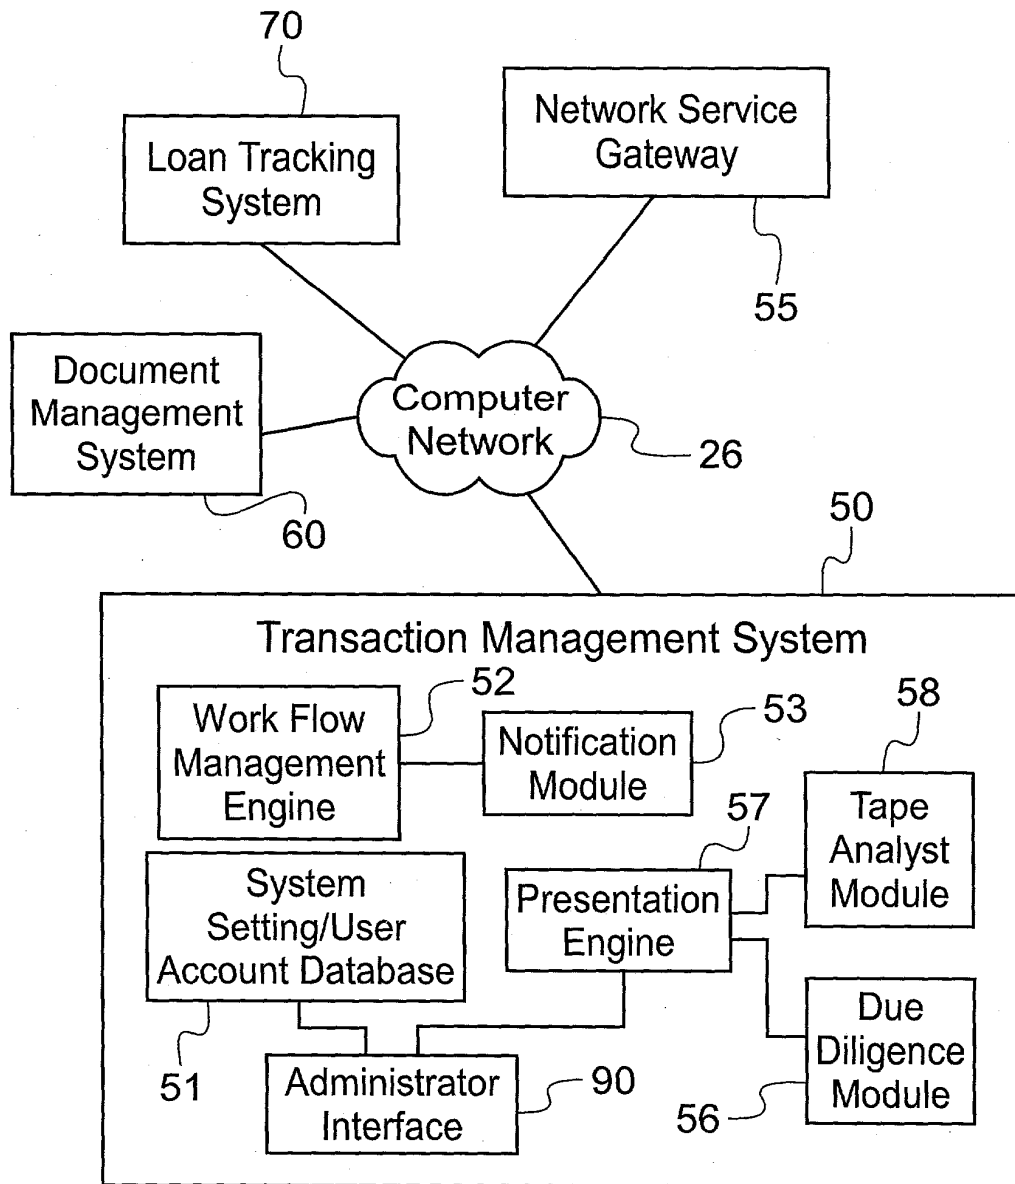 70
Loan Tracking
System
Network Service
Gateway
55
Document
Management
System
60
Computer
Network
26
50
Transaction Management System
Work Flow
Management
Engine
52
Notification
Module
53
58
Tape
Analyst
Module
57
Presentation
Engine
System
Setting/User
Account Database
51
Administrator
Interface
90
Due
Diligence
Module
56